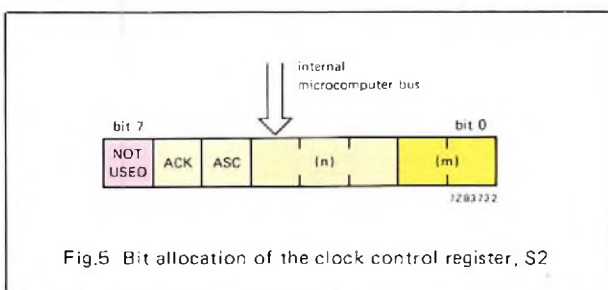 internal
microcomputer bus
bit 7
bit 0
NOT
USED
ACK
ASC
(n)
(m)
7Z83732
Fig.5 Bit allocation of the clock control register, S2